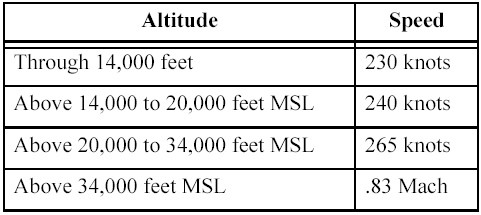 Altitude Speed
Through 14,000 feet 230 knots
Above 14,000 to 20,000 feet MSL 240 knots
Above 20,000 to 34,000 feet MSL 265 knots
Above 34,000 feet MSL .83 Mach